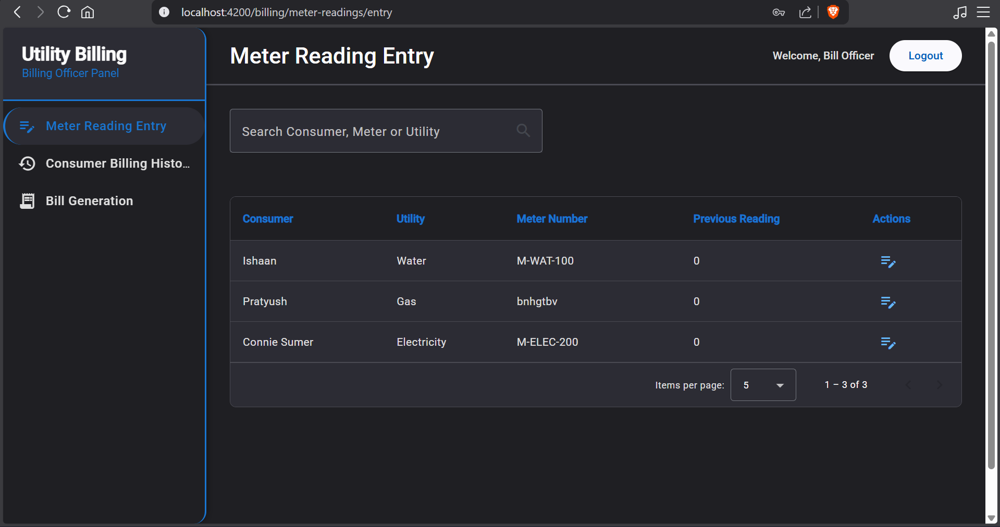 localhost:4200/billing/meter-readings/entry
Utility Billing
Billing Officer Panel
Meter Reading Entry
Consumer Billing Histo...
Bill Generation
Meter Reading Entry
Welcome, Bill Officer
Logout
Search Consumer, Meter or Utility
Consumer Utility Meter Number Previous Reading Actions
Ishaan Water M-WAT-100 0
Pratyush Gas bnhgtbv 0
Connie Sumer Electricity M-ELEC-200 0
Items per page: 5 1 – 3 of 3